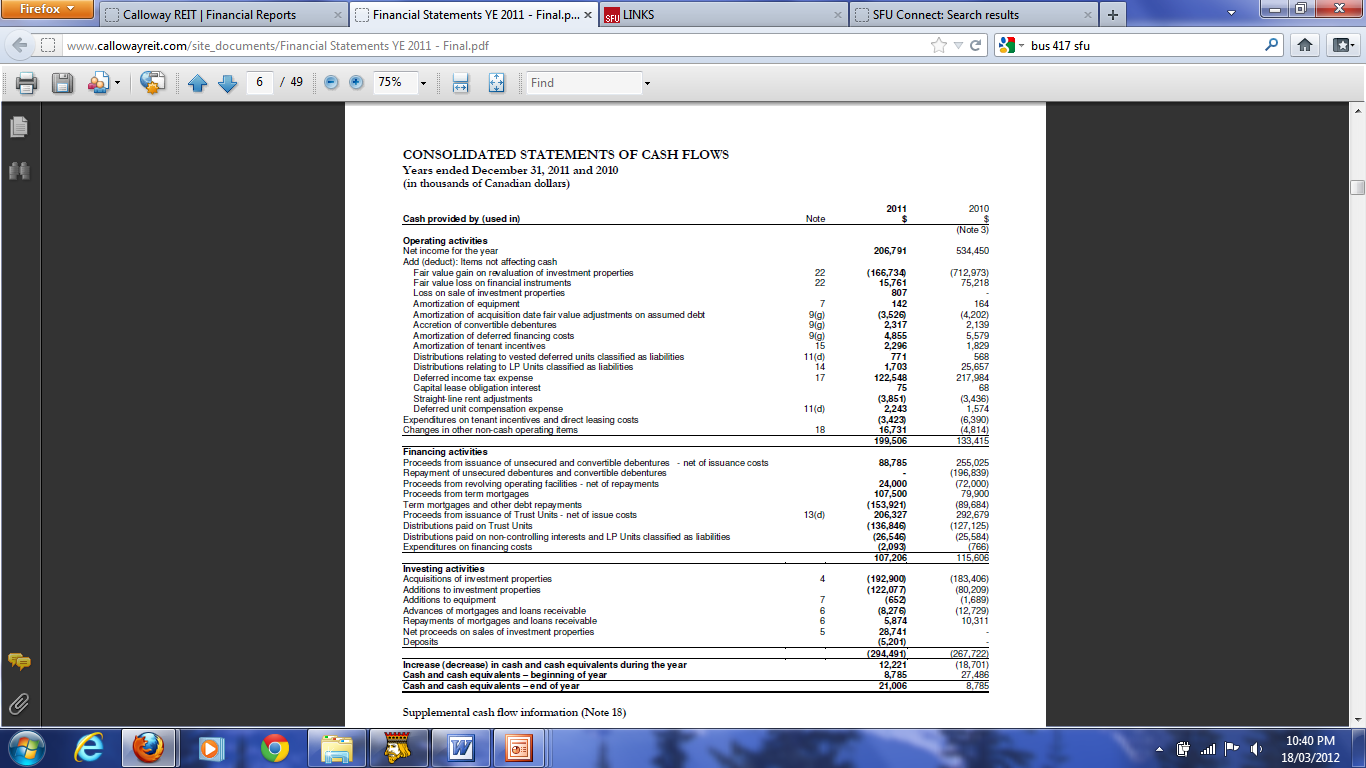 Firefox
Calloway REIT | Financial Reports
Financial Statements YE 2011 - Final.p...
SFU LINKS
SFU Connect: Search results
www.callowayreit.com/site_documents/Financial Statements YE 2011 - Final.pdf
bus 417 sfu
6 / 49
75%
Find
CONSOLIDATED STATEMENTS OF CASH FLOWS
Years ended December 31, 2011 and 2010
(in thousands of Canadian dollars)
2011 2010
Cash provided by (used in) Note $ $
(Note 3)
Operating activities
Net income for the year 206,791 534,450
Add (deduct): Items not affecting cash
Fair value gain on revaluation of investment properties 22 (166,734) (712,973)
Fair value loss on financial instruments 22 15,761 75,218
Loss on sale of investment properties 807 -
Amortization of equipment 7 142 164
Amortization of acquisition date fair value adjustments on assumed debt 9(g) (3,526) (4,202)
Accretion of convertible debentures 9(g) 2,317 2,139
Amortization of deferred financing costs 9(g) 4,855 5,579
Amortization of tenant incentives 15 2,296 1,829
Distributions relating to vested deferred units classified as liabilities 11(d) 771 568
Distributions relating to LP Units classified as liabilities 14 1,703 25,657
Deferred income tax expense 17 122,548 217,984
Capital lease obligation interest 75 68
Straight-line rent adjustments (3,851) (3,436)
Deferred unit compensation expense 11(d) 2,243 1,574
Expenditures on tenant incentives and direct leasing costs (3,423) (6,390)
Changes in other non-cash operating items 18 16,731 (4,814)
199,506 133,415
Financing activities
Proceeds from issuance of unsecured and convertible debentures - net of issuance costs 88,785 255,025
Repayment of unsecured debentures and convertible debentures - (196,839)
Proceeds from revolving operating facilities - net of repayments 24,000 (72,000)
Proceeds from term mortgages 107,500 79,900
Term mortgages and other debt repayments (153,921) (89,684)
Proceeds from issuance of Trust Units - net of issue costs 13(d) 206,327 292,679
Distributions paid on Trust Units (136,846) (127,125)
Distributions paid on non-controlling interests and LP Units classified as liabilities (26,546) (25,584)
Expenditures on financing costs (2,093) (766)
107,206 115,606
Investing activities
Acquisitions of investment properties 4 (192,900) (183,406)
Additions to investment properties (122,077) (80,209)
Additions to equipment 7 (652) (1,689)
Advances of mortgages and loans receivable 6 (8,276) (12,729)
Repayments of mortgages and loans receivable 6 5,874 10,311
Net proceeds on sales of investment properties 5 28,741 -
Deposits (5,201) -
(294,491) (267,722)
Increase (decrease) in cash and cash equivalents during the year 12,221 (18,701)
Cash and cash equivalents – beginning of year 8,785 27,486
Cash and cash equivalents – end of year 21,006 8,785
Supplemental cash flow information (Note 18)
10:40 PM
18/03/2012